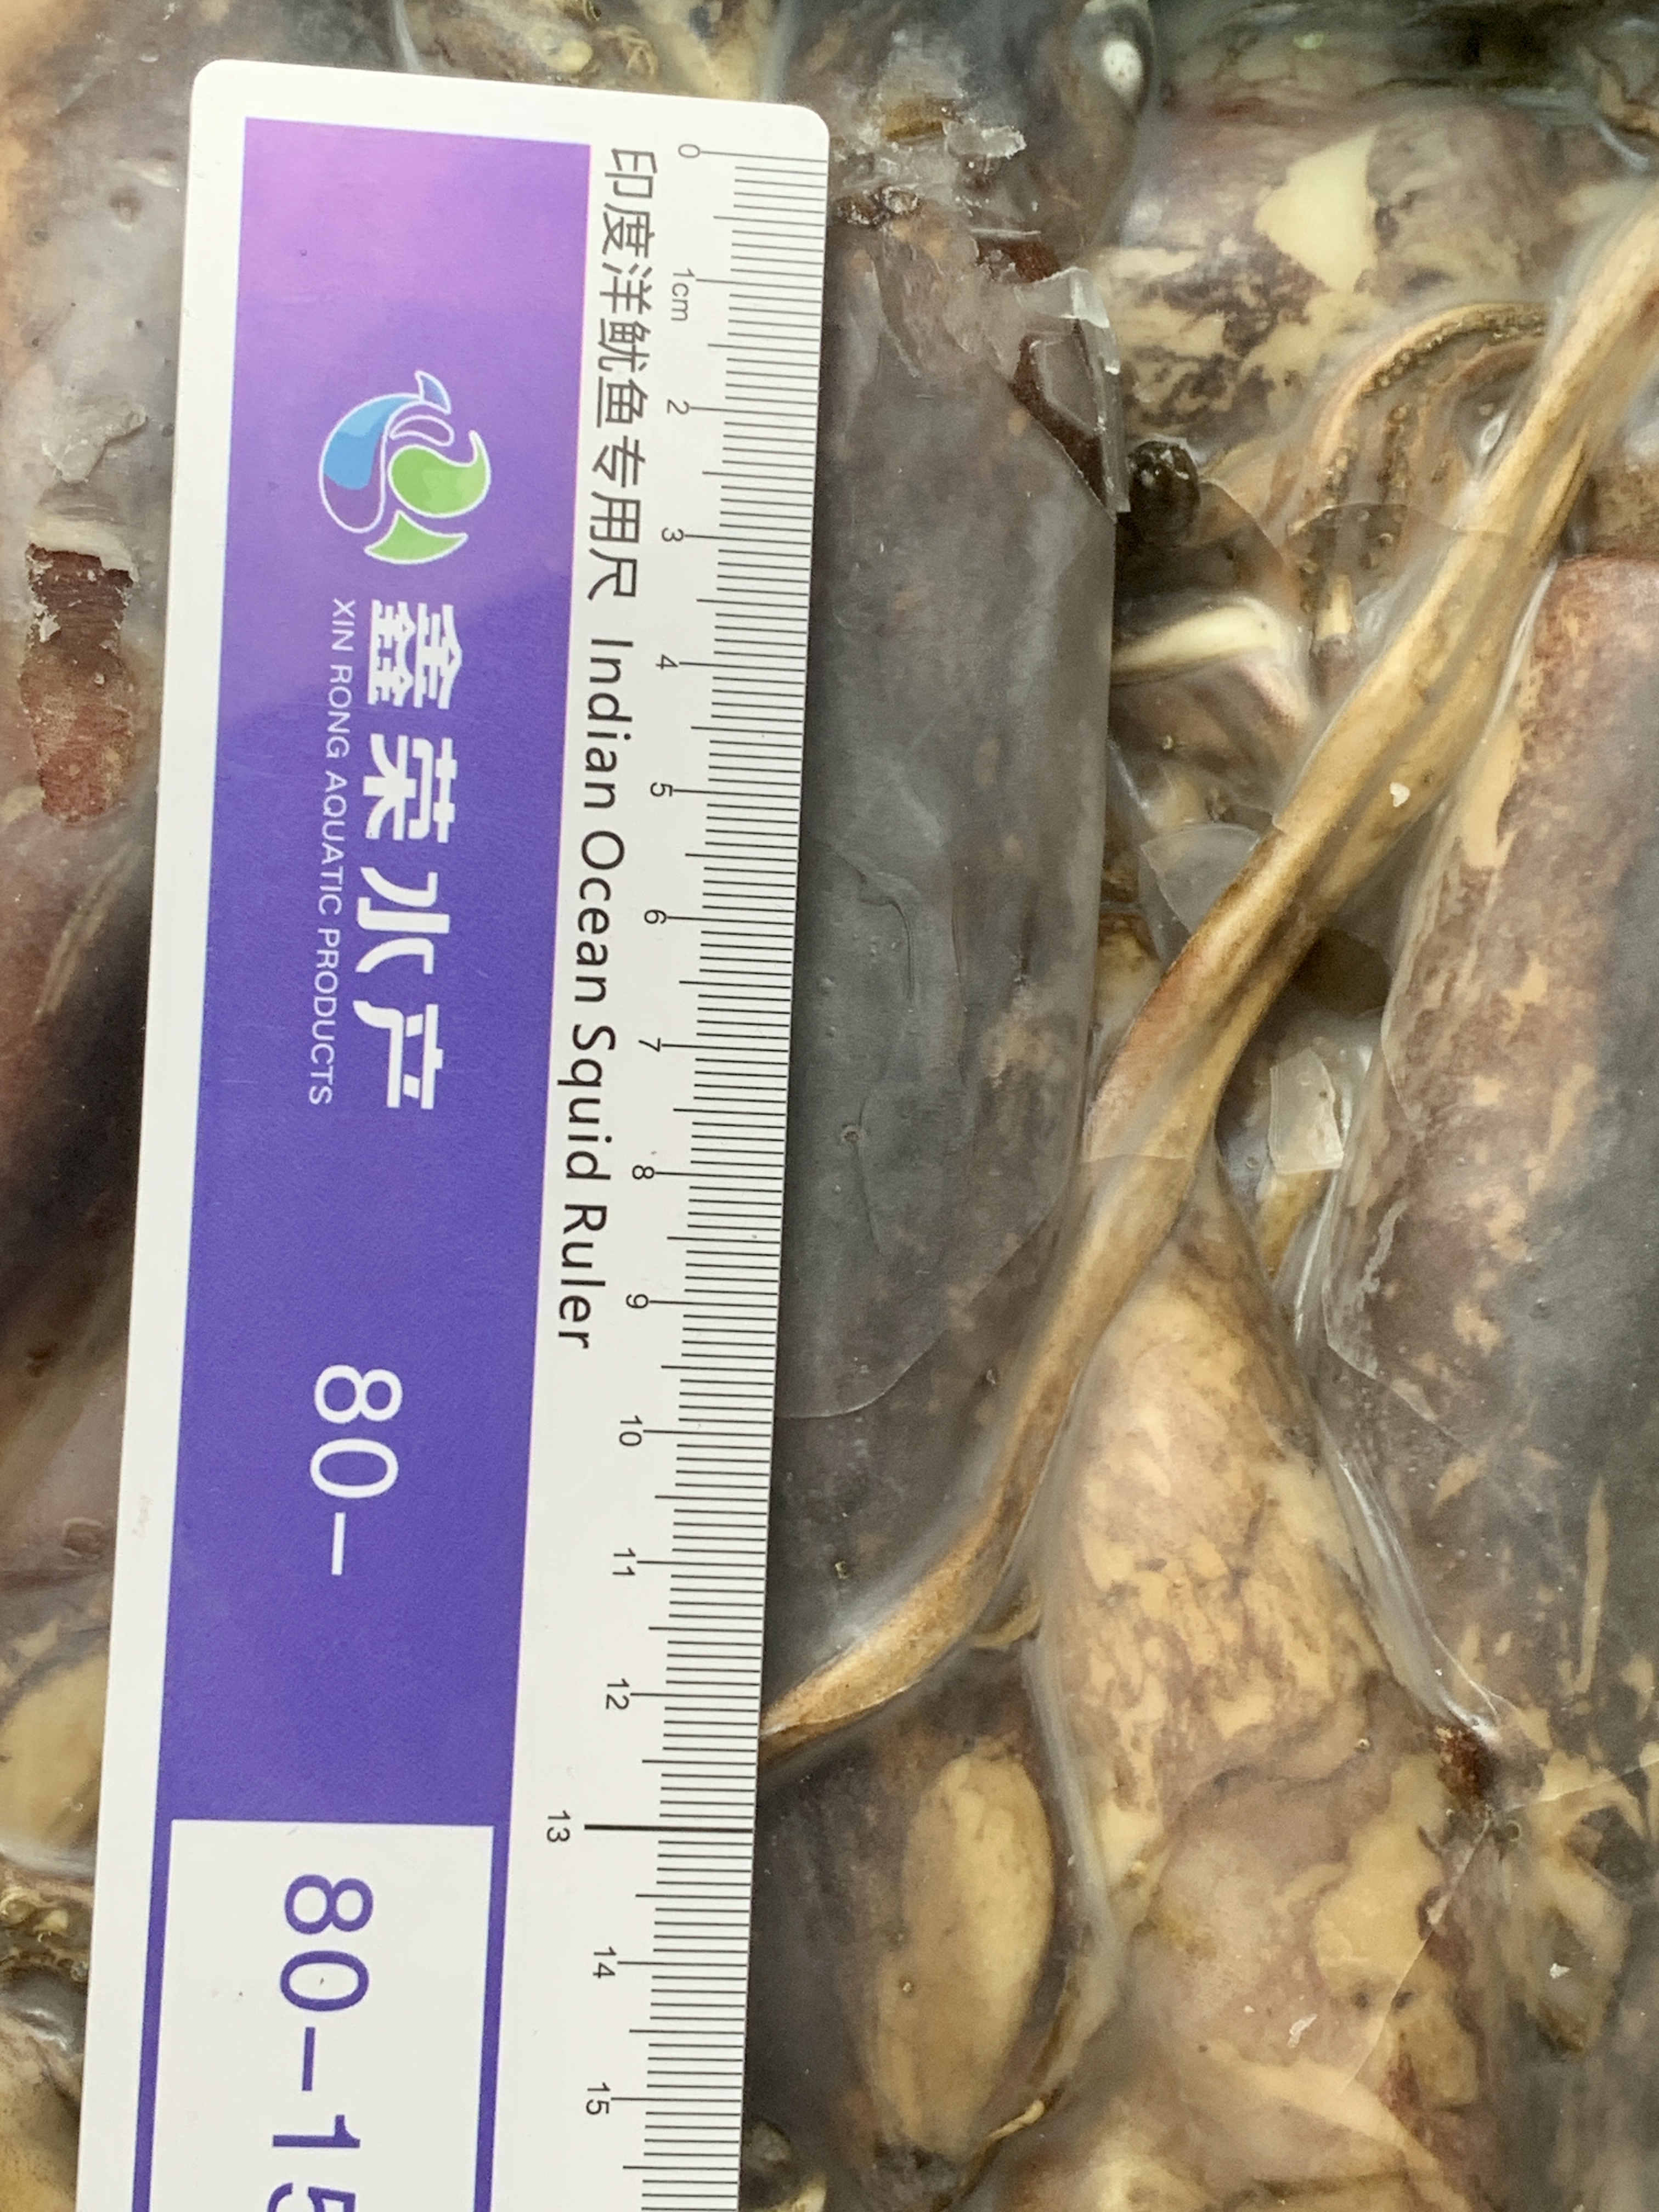 印度洋鱿鱼专用尺 Indian Ocean Squid Ruler
0 1cm 2 3 4 5 6 7 8 9 10 11 12 13 14 15
鑫荣水产
XIN RONG AQUATIC PRODUCTS
80-
80-15